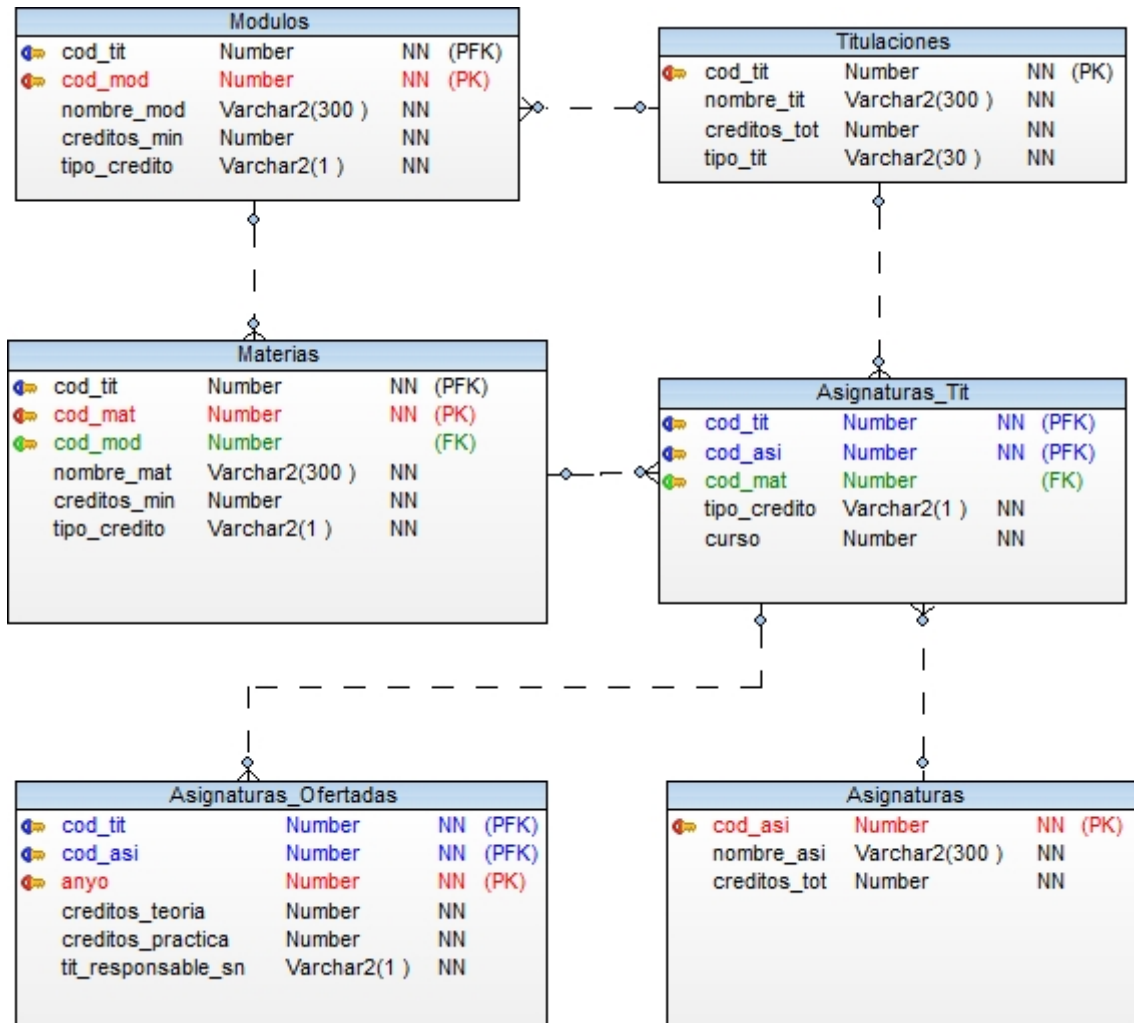 Modulos
cod_tit Number NN (PFK)
cod_mod Number NN (PK)
nombre_mod Varchar2(300 ) NN
creditos_min Number NN
tipo_credito Varchar2(1 ) NN
Titulaciones
cod_tit Number NN (PK)
nombre_tit Varchar2(300 ) NN
creditos_tot Number NN
tipo_tit Varchar2(30 ) NN
Materias
cod_tit Number NN (PFK)
cod_mat Number NN (PK)
cod_mod Number (FK)
nombre_mat Varchar2(300 ) NN
creditos_min Number NN
tipo_credito Varchar2(1 ) NN
Asignaturas_Tit
cod_tit Number NN (PFK)
cod_asi Number NN (PFK)
cod_mat Number (FK)
tipo_credito Varchar2(1 ) NN
curso Number NN
Asignaturas_Ofertadas
cod_tit Number NN (PFK)
cod_asi Number NN (PFK)
anyo Number NN (PK)
creditos_teoria Number NN
creditos_practica Number NN
tit_responsable_sn Varchar2(1 ) NN
Asignaturas
cod_asi Number NN (PK)
nombre_asi Varchar2(300 ) NN
creditos_tot Number NN